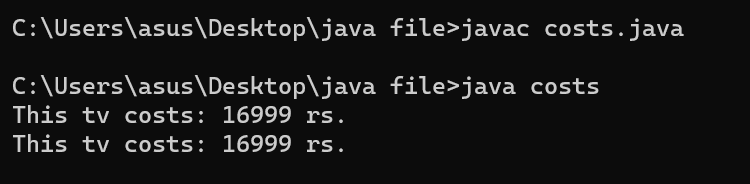 C:\Users\asus\Desktop\java file>javac costs.java
C:\Users\asus\Desktop\java file>java costs
This tv costs: 16999 rs.
This tv costs: 16999 rs.